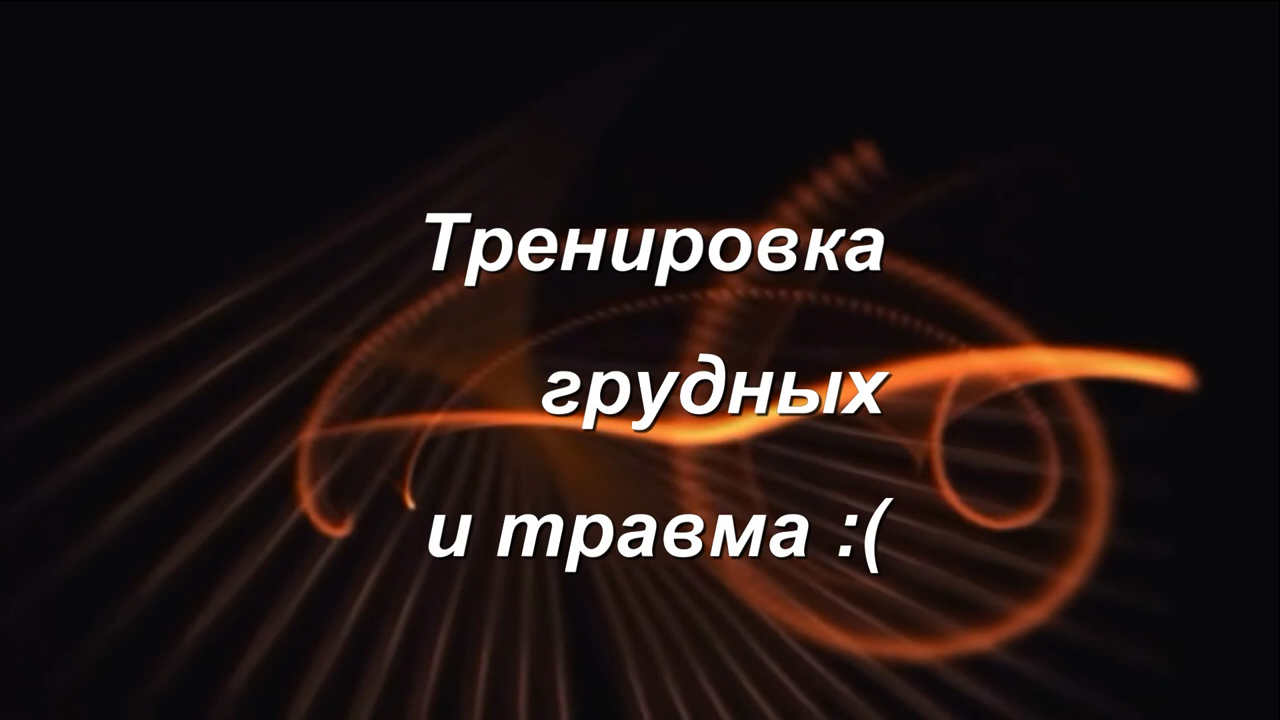 Тренировка
грудных
и травма :(